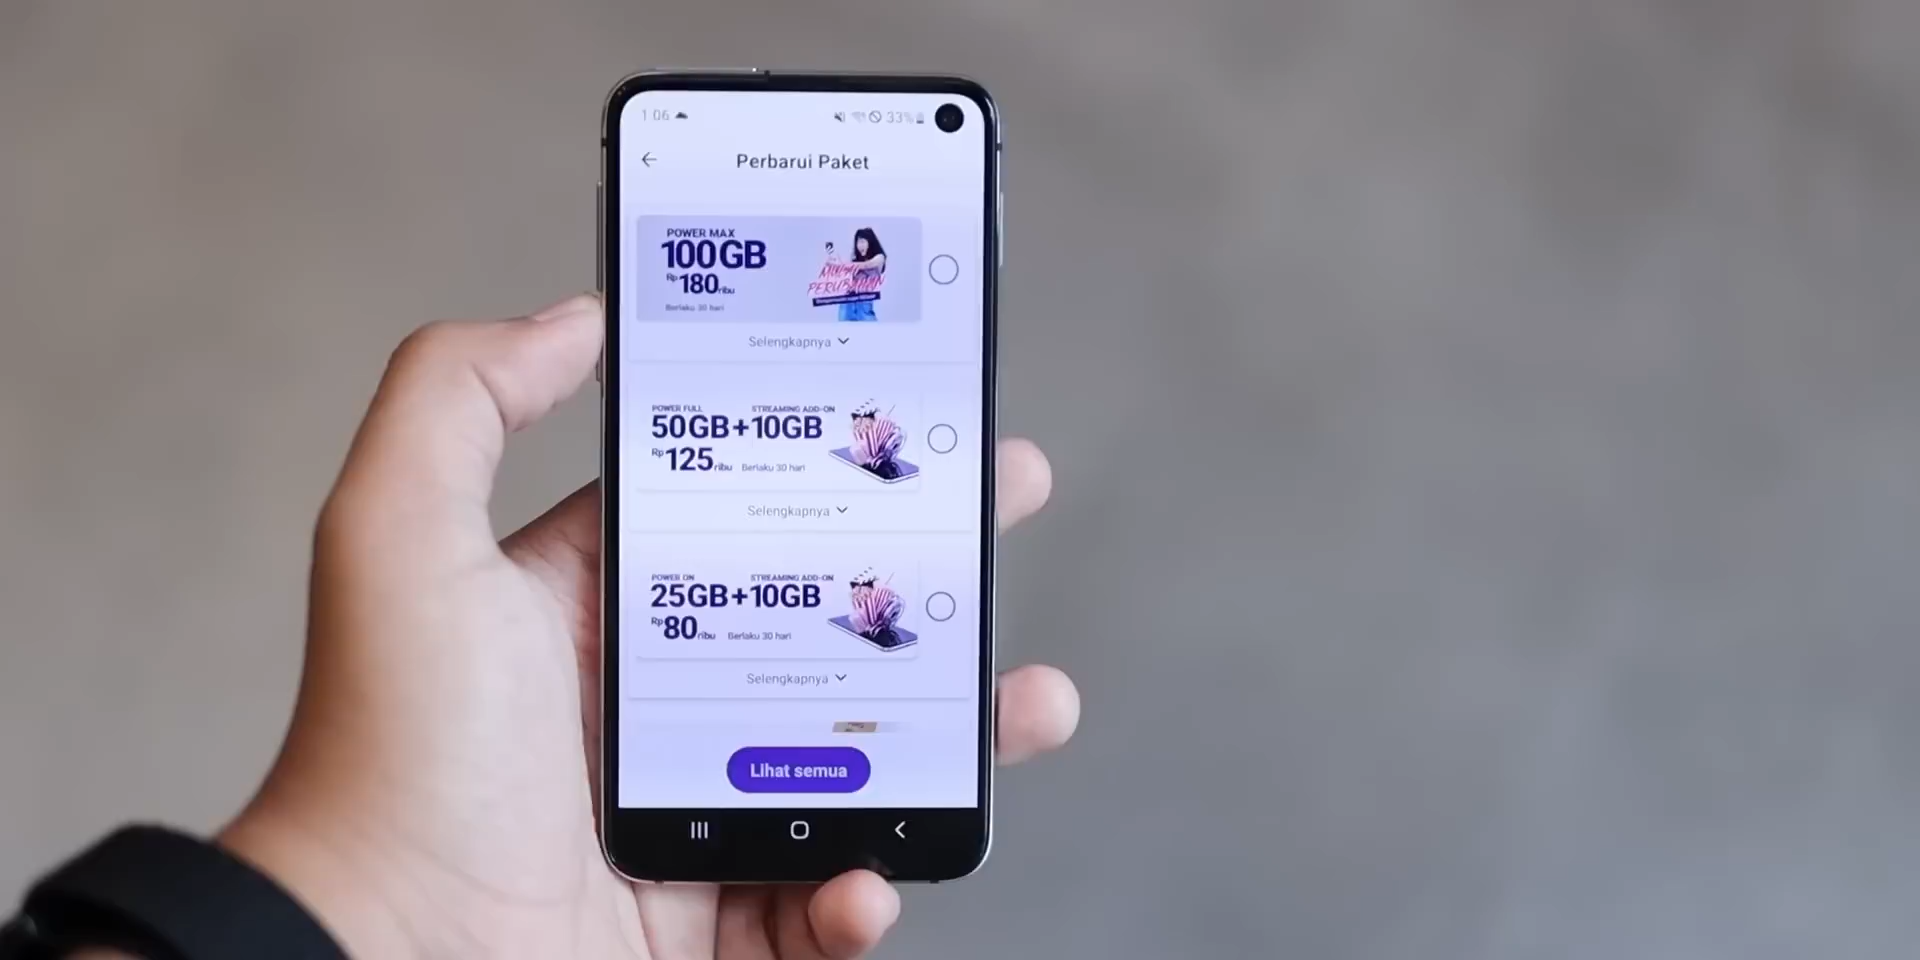 1:06
33%
Perbarui Paket
POWER MAX
100GB
Rp 180 ribu
Berlaku 30 hari
MULAI
PERUBAHAN
Selengkapnya
POWER FULL STREAMING ADD-ON
50GB+10GB
Rp 125 ribu Berlaku 30 hari
Selengkapnya
POWER ON STREAMING ADD-ON
25GB+10GB
Rp 80 ribu Berlaku 30 hari
Selengkapnya
Lihat semua